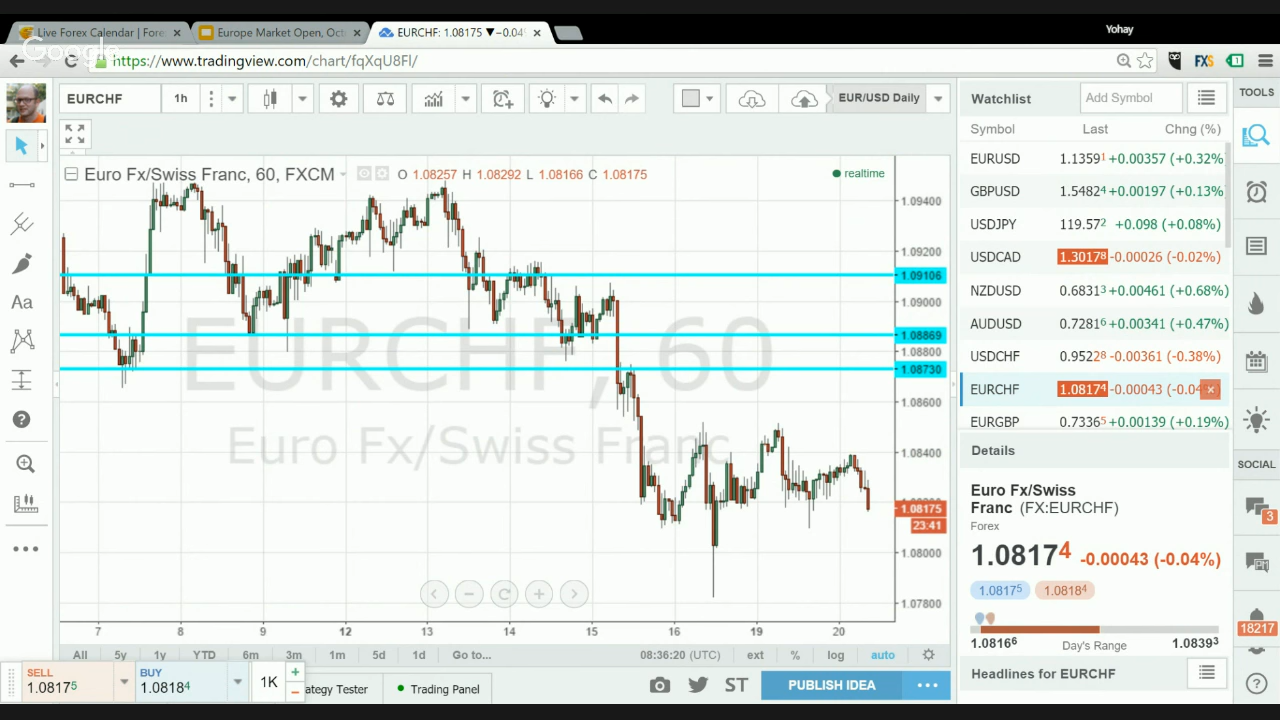 Yohay
Live Forex Calendar | Fore
Europe Market Open, Oct
EURCHF: 1.08175 ▼−0.04
Google
https://www.tradingview.com/chart/fqXqU8Fl/
FXS
1
EURCHF
1h
EUR/USD Daily
Watchlist
Add Symbol
TOOLS
Symbol Last Chng (%)
Euro Fx/Swiss Franc, 60, FXCM
O 1.08257 H 1.08292 L 1.08166 C 1.08175
realtime
EURUSD 1.13591 +0.00357 (+0.32%)
GBPUSD 1.54824 +0.00197 (+0.13%)
USDJPY 119.572 +0.098 (+0.08%)
USDCAD 1.30178 -0.00026 (-0.02%)
NZDUSD 0.68313 +0.00461 (+0.68%)
AUDUSD 0.72816 +0.00341 (+0.47%)
USDCHF 0.95228 -0.00361 (-0.38%)
EURCHF 1.08174 -0.00043 (-0.04%
EURGBP 0.73365 +0.00139 (+0.19%)
Aa
EURCHF, 60
Euro Fx/Swiss Franc
1.09400
1.09200
1.09106
1.09000
1.08869
1.08800
1.08730
1.08600
1.08400
1.08175
23:41
1.08000
1.07800
7 8 9 12 13 14 15 16 19 20
Details
Euro Fx/Swiss
Franc (FX:EURCHF)
Forex
1.08174 -0.00043 (-0.04%)
1.08175 1.08184
1.08166 Day's Range 1.08393
Headlines for EURCHF
SOCIAL
3
18217
All 5y 1y YTD 6m 3m 1m 5d 1d Go to...
08:36:20 (UTC) ext % log auto
SELL
1.08175
BUY
1.08184
1K
ategy Tester
Trading Panel
ST
PUBLISH IDEA